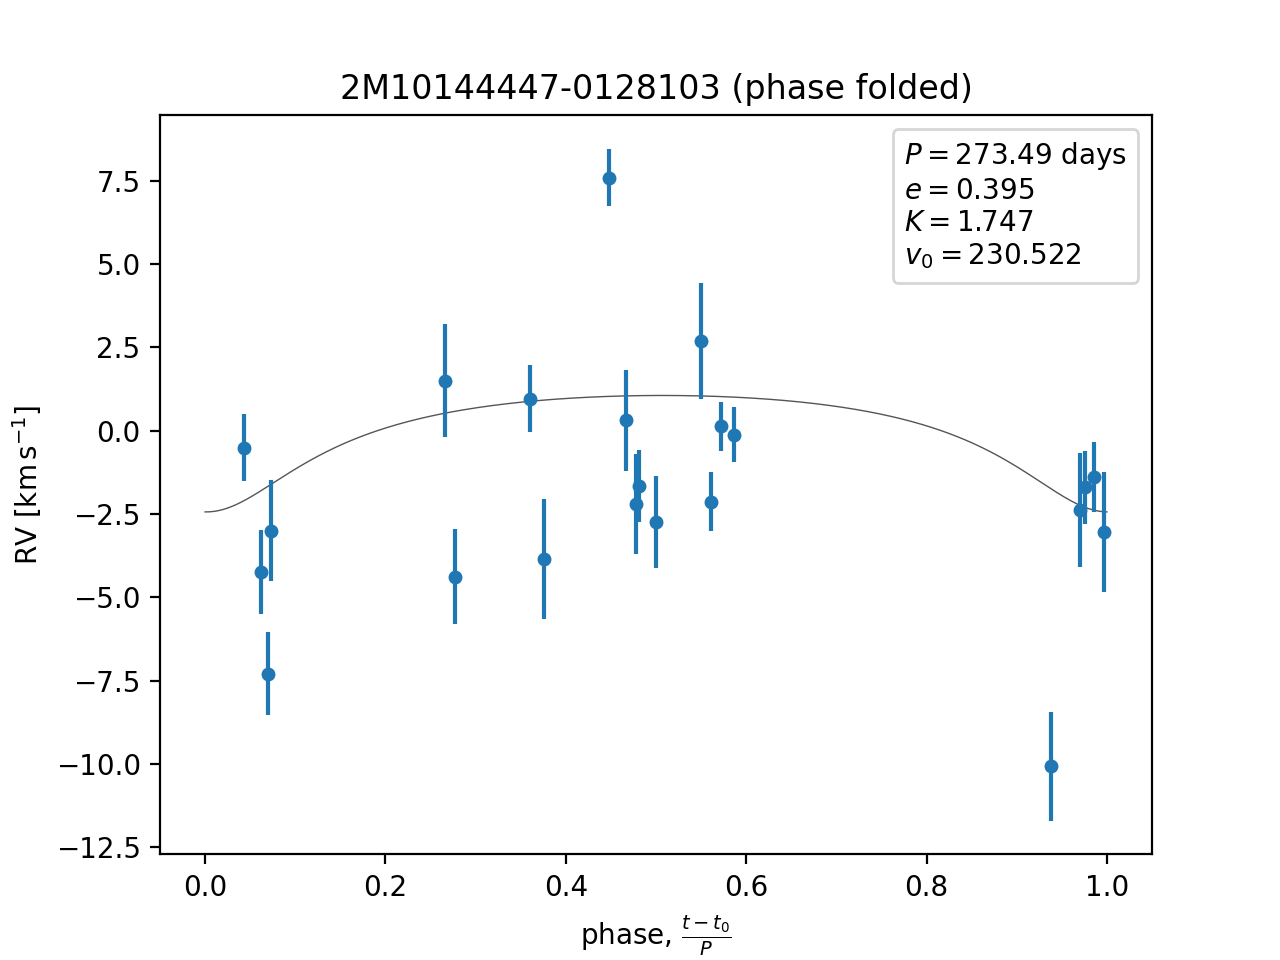 2M10144447-0128103 (phase folded)
P = 273.49 days
e = 0.395
K = 1.747
v₀ = 230.522
RV [km s⁻¹]
7.5
5.0
2.5
0.0
−2.5
−5.0
−7.5
−10.0
−12.5
0.0 0.2 0.4 0.6 0.8 1.0
phase, (t − t₀)/P